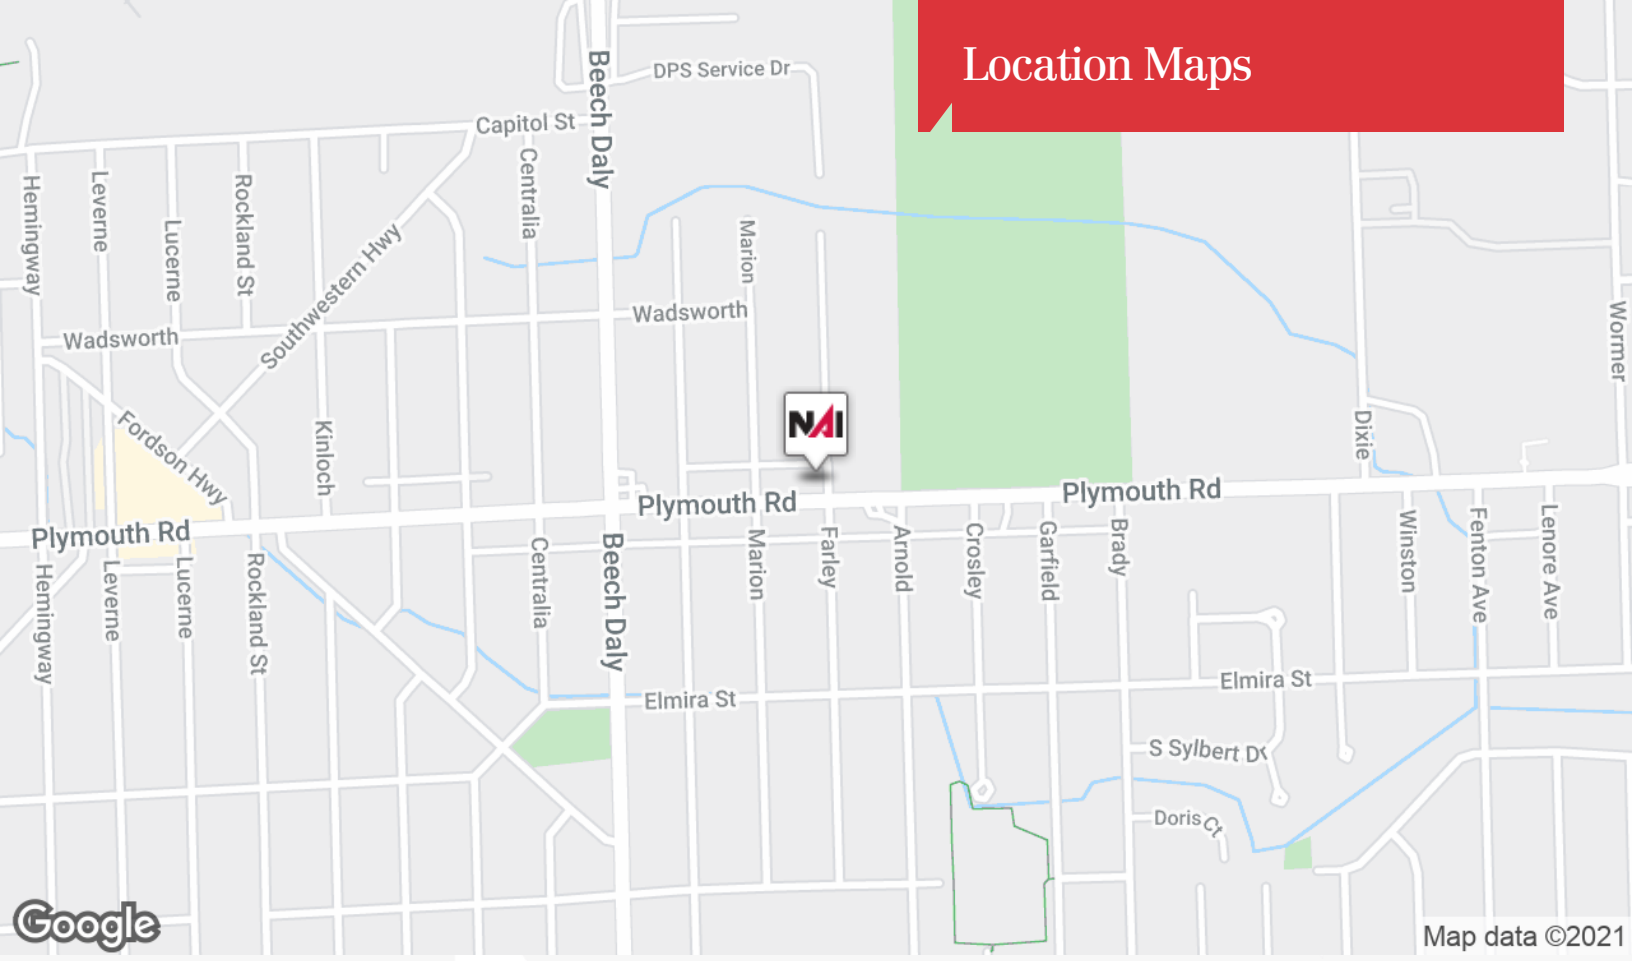 Location Maps
DPS Service Dr
Beech Daly
Capitol St
Centralia
Hemingway
Leverne
Lucerne
Rockland St
Southwestern Hwy
Marion
Wadsworth
Wadsworth
Wormer
Fordson Hwy
Kinloch
NAI
Dixie
Plymouth Rd
Plymouth Rd
Plymouth Rd
Hemingway
Leverne
Lucerne
Rockland St
Centralia
Beech Daly
Marion
Farley
Arnold
Crosley
Garfield
Brady
Winston
Fenton Ave
Lenore Ave
Elmira St
Elmira St
S Sylbert Dr
Doris Ct
Google
Map data ©2021